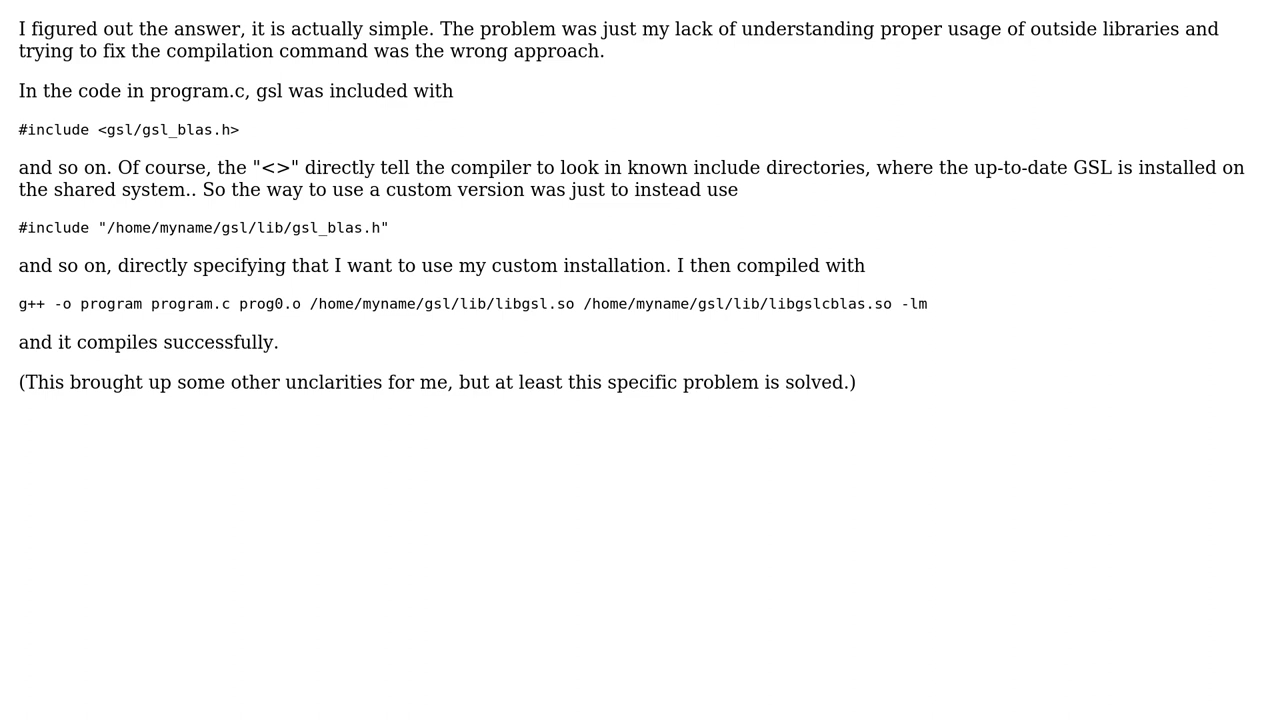 I figured out the answer, it is actually simple. The problem was just my lack of understanding proper usage of outside libraries and
trying to fix the compilation command was the wrong approach.
In the code in program.c, gsl was included with
#include <gsl/gsl_blas.h>
and so on. Of course, the "<>" directly tell the compiler to look in known include directories, where the up-to-date GSL is installed on
the shared system.. So the way to use a custom version was just to instead use
#include "/home/myname/gsl/lib/gsl_blas.h"
and so on, directly specifying that I want to use my custom installation. I then compiled with
g++ -o program program.c prog0.o /home/myname/gsl/lib/libgsl.so /home/myname/gsl/lib/libgslcblas.so -lm
and it compiles successfully.
(This brought up some other unclarities for me, but at least this specific problem is solved.)